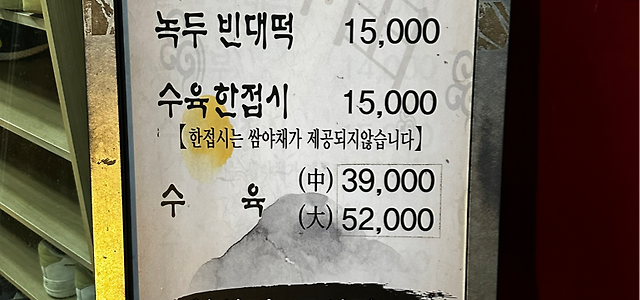 녹두 빈대떡 15,000
수육한접시 15,000
【한접시는 쌈야채가 제공되지않습니다】
수 육 (中) 39,000
(大) 52,000